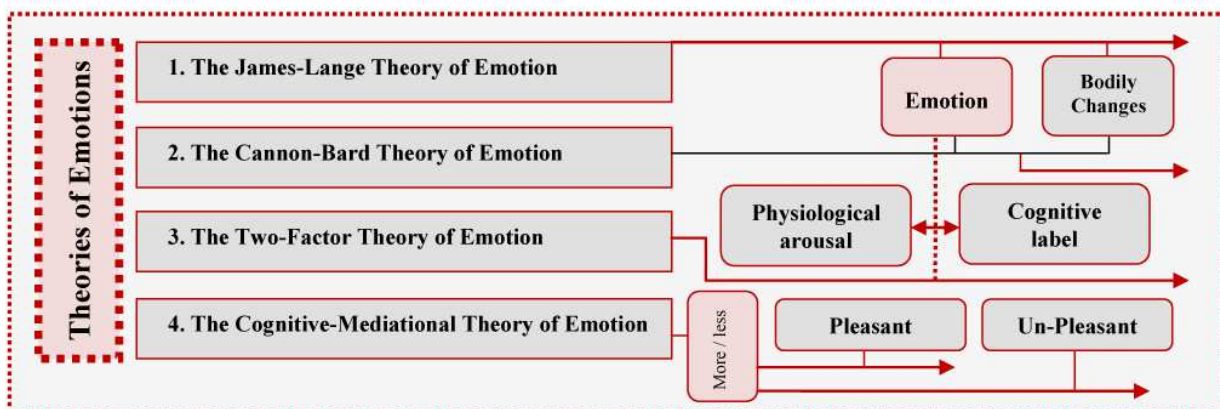 Theories of Emotions
1. The James-Lange Theory of Emotion
Emotion
Bodily
Changes
2. The Cannon-Bard Theory of Emotion
Physiological
arousal
Cognitive
label
3. The Two-Factor Theory of Emotion
4. The Cognitive-Mediational Theory of Emotion
More / less
Pleasant
Un-Pleasant